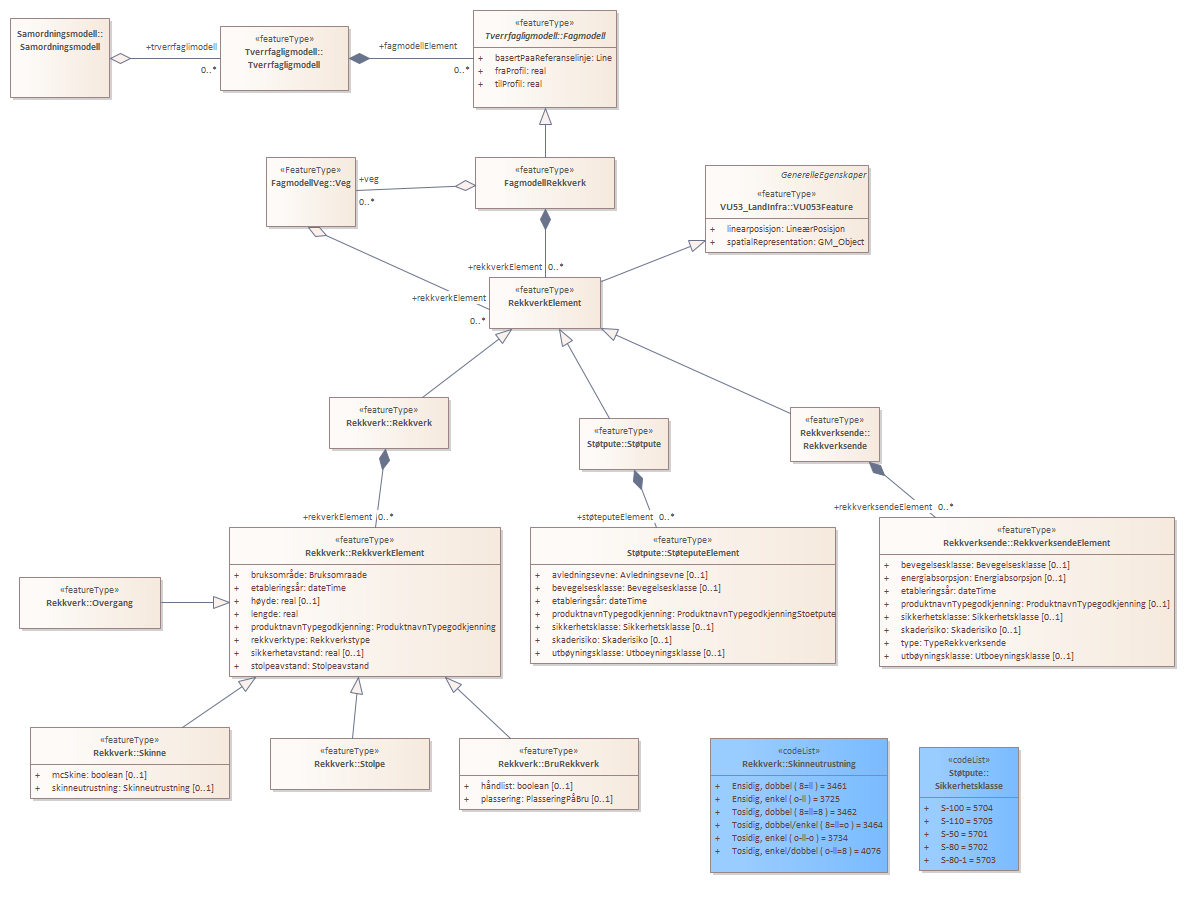 Samordningsmodell::
Samordningsmodell
+trverrfaglimodell
0..*
«featureType»
Tverrfagligmodell::
Tverrfagligmodell
+fagmodellElement
0..*
«featureType»
Tverrfagligmodell::Fagmodell
+ basertPaaReferanselinje: Line
+ fraProfil: real
+ tilProfil: real
«FeatureType»
FagmodellVeg::Veg
+veg
0..*
«featureType»
FagmodellRekkverk
GenerelleEgenskaper
«featureType»
VU53_LandInfra::VU053Feature
+ linearposisjon: LineærPosisjon
+ spatialRepresentation: GM_Object
+rekkverkElement 0..*
+rekkverkElement
0..*
«featureType»
RekkverkElement
«featureType»
Rekkverk::Rekkverk
«featureType»
Støtpute::Støtpute
«featureType»
Rekkverksende::
Rekkverksende
+rekverkElement 0..*
+støteputeElement 0..*
+rekkverksendeElement 0..*
«featureType»
Rekkverk::Overgang
«featureType»
Rekkverk::RekkverkElement
+ bruksområde: Bruksomraade
+ etableringsår: dateTime
+ høyde: real [0..1]
+ lengde: real
+ produktnavnTypegodkjenning: ProduktnavnTypegodkjenning
+ rekkverktype: Rekkverkstype
+ sikkerhetavstand: real [0..1]
+ stolpeavstand: Stolpeavstand
«featureType»
Støtpute::StøteputeElement
+ avledningsevne: Avledningsevne [0..1]
+ bevegelsesklasse: Bevegelsesklasse [0..1]
+ etableringsår: dateTime
+ produktnavnTypegodkjenning: ProduktnavnTypegodkjenningStoetpute
+ sikkerhetsklasse: Sikkerhetsklasse [0..1]
+ skaderisiko: Skaderisiko [0..1]
+ utbøyningsklasse: Utboeyningsklasse [0..1]
«featureType»
Rekkverksende::RekkverksendeElement
+ bevegelsesklasse: Bevegelsesklasse [0..1]
+ energiabsorpsjon: Energiabsorpsjon [0..1]
+ etableringsår: dateTime
+ produktnavnTypegodkjenning: ProduktnavnTypegodkjenning [0..1]
+ sikkerhetsklasse: Sikkerhetsklasse [0..1]
+ skaderisiko: Skaderisiko [0..1]
+ type: TypeRekkverksende
+ utbøyningsklasse: Utboeyningsklasse [0..1]
«featureType»
Rekkverk::Skinne
+ mcSkine: boolean [0..1]
+ skinneutrustning: Skinneutrustning [0..1]
«featureType»
Rekkverk::Stolpe
«featureType»
Rekkverk::BruRekkverk
+ håndlist: boolean [0..1]
+ plassering: PlasseringPåBru [0..1]
«codeList»
Rekkverk::Skinneutrustning
+ Ensidig, dobbel ( 8=ll ) = 3461
+ Ensidig, enkel ( o-ll ) = 3725
+ Tosidig, dobbel ( 8=ll=8 ) = 3462
+ Tosidig, dobbel/enkel ( 8=ll=o ) = 3464
+ Tosidig, enkel ( o-ll-o ) = 3734
+ Tosidig, enkel/dobbel ( o-ll=8 ) = 4076
«codeList»
Støtpute::
Sikkerhetsklasse
+ S-100 = 5704
+ S-110 = 5705
+ S-50 = 5701
+ S-80 = 5702
+ S-80-1 = 5703